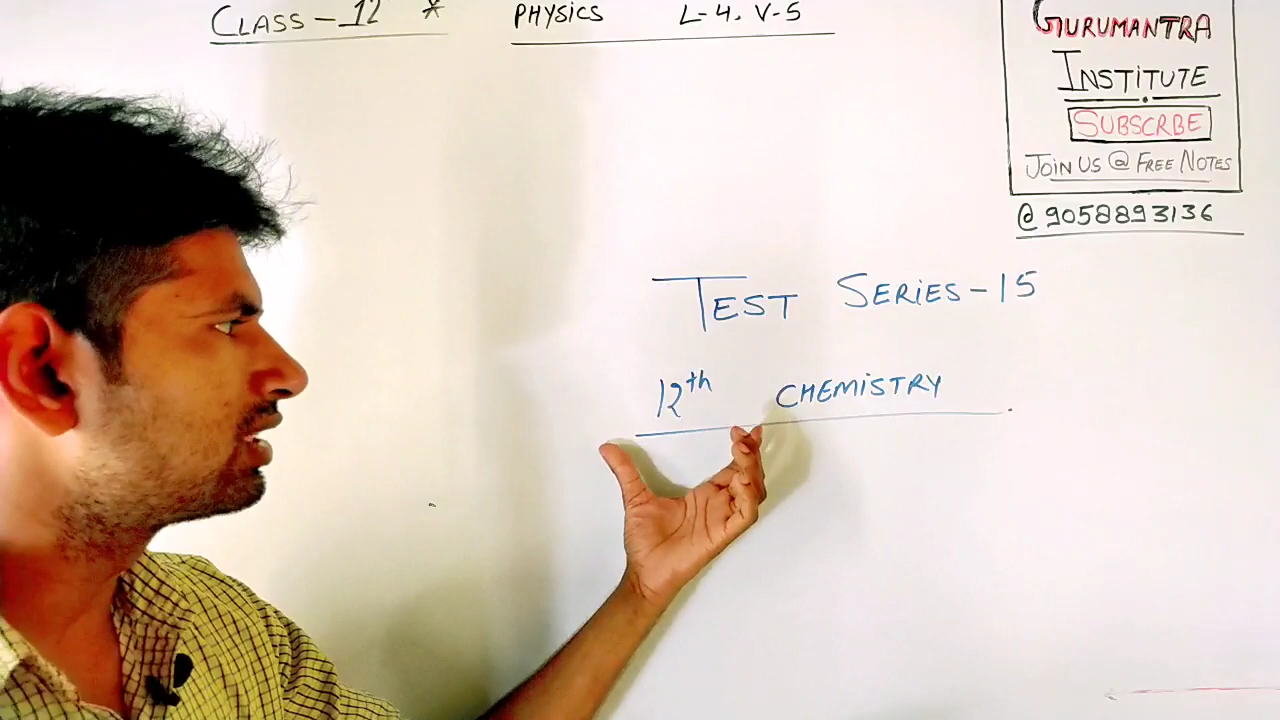 CLASS-12 * PHYSICS L-4. V-5
GURUMANTRA
INSTITUTE
SUBSCRBE
JOIN US @ FREE NOTES
@9058893136
TEST SERIES-15
12th CHEMISTRY